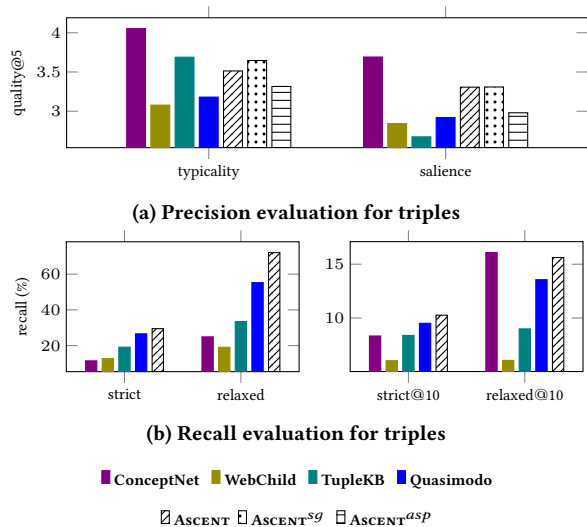 4
3.5
3
quality@5
typicality
salience
(a) Precision evaluation for triples
60
40
20
recall (%)
strict
relaxed
15
10
strict@10
relaxed@10
(b) Recall evaluation for triples
ConceptNet WebChild TupleKB Quasimodo
ASCENT ASCENT^sg ASCENT^asp